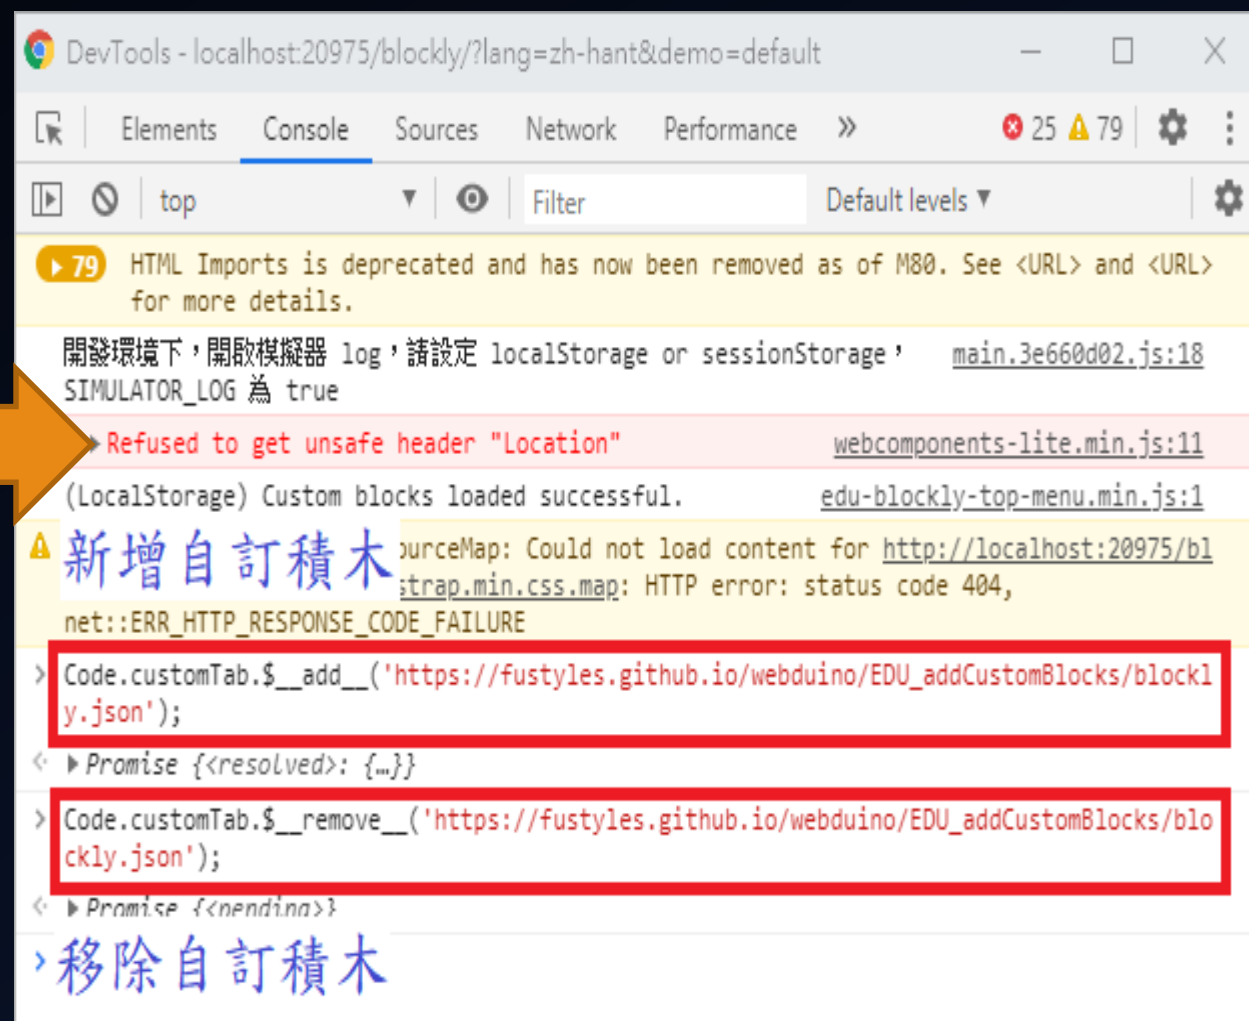 DevTools - localhost:20975/blockly/?lang=zh-hant&demo=default
Elements Console Sources Network Performance » 25 79
top Filter Default levels
79 HTML Imports is deprecated and has now been removed as of M80. See <URL> and <URL>
for more details.
開發環境下，開啟模擬器 log，請設定 localStorage or sessionStorage， main.3e660d02.js:18
SIMULATOR_LOG 為 true
Refused to get unsafe header "Location" webcomponents-lite.min.js:11
(LocalStorage) Custom blocks loaded successful. edu-blockly-top-menu.min.js:1
新增自訂積木
ourceMap: Could not load content for http://localhost:20975/bl
strap.min.css.map: HTTP error: status code 404,
net::ERR_HTTP_RESPONSE_CODE_FAILURE
> Code.customTab.$__add__('https://fustyles.github.io/webduino/EDU_addCustomBlocks/blockl
y.json');
Promise {<resolved>: {…}}
> Code.customTab.$__remove__('https://fustyles.github.io/webduino/EDU_addCustomBlocks/blo
ckly.json');
Promise {<pending>}
> 移除自訂積木